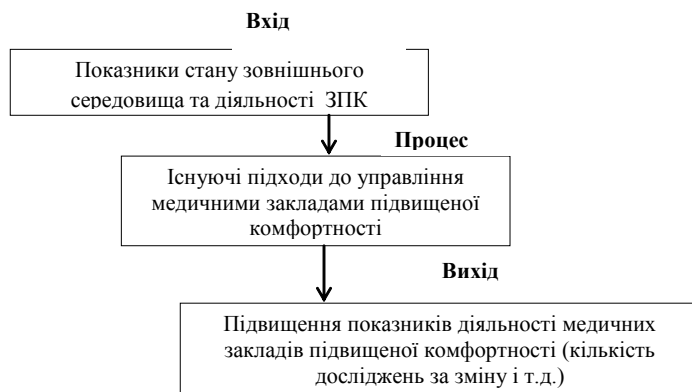 Вхід
Показники стану зовнішнього
середовища та діяльності ЗПК
Процес
Існуючі підходи до управління
медичними закладами підвищеної
комфортності
Вихід
Підвищення показників діяльності медичних
закладів підвищеної комфортності (кількість
досліджень за зміну і т.д.)